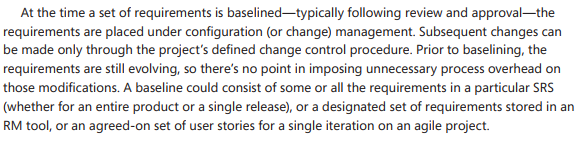 At the time a set of requirements is baselined—typically following review and approval—the
requirements are placed under configuration (or change) management. Subsequent changes can
be made only through the project's defined change control procedure. Prior to baselining, the
requirements are still evolving, so there's no point in imposing unnecessary process overhead on
those modifications. A baseline could consist of some or all the requirements in a particular SRS
(whether for an entire product or a single release), or a designated set of requirements stored in an
RM tool, or an agreed-on set of user stories for a single iteration on an agile project.